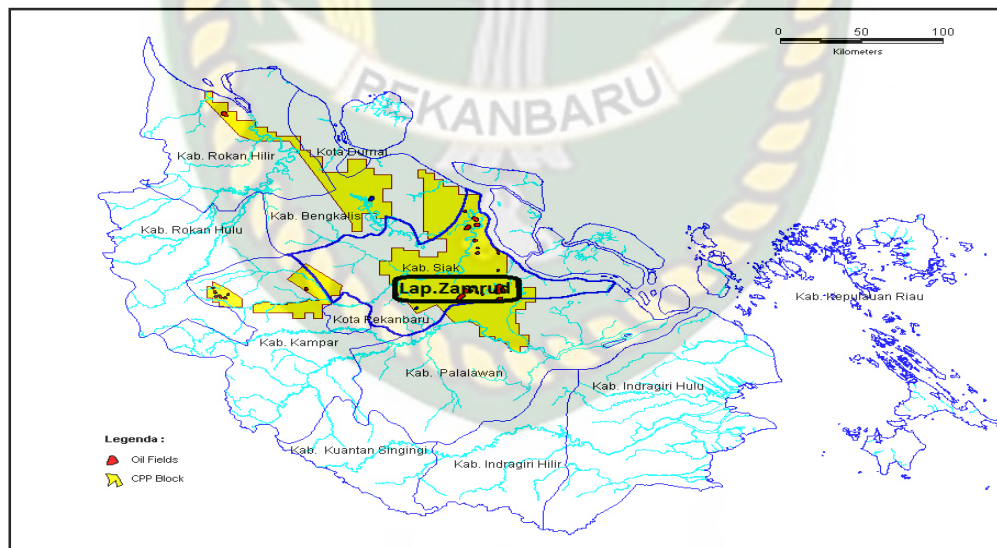 0 50 100
Kilometers
PEKANBARU
Kab. Rokan Hilir
Kota Dumai
Kab. Bengkalis
Kab. Rokan Hulu
Kab. Siak
Lap.Zamrud
Kab. Kepulauan Riau
Kota Pekanbaru
Kab. Kampar
Kab. Palalawan
Kab. Indragiri Hulu
Kab. Kuantan Singingi
Kab. Indragiri Hilir
Legenda :
Oil Fields
CPP Block